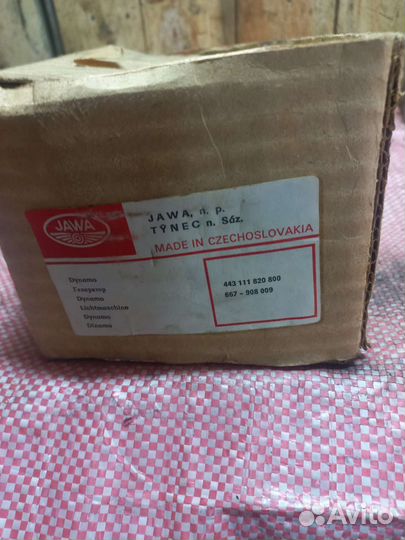 JAWA
JAWA, n. p.
TÝNEC n. Sáz.
MADE IN CZECHOSLOVAKIA
Dynamo
Генератор
Dynamo
Lichtmaschine
Dynamo
Dinamo
443 111 820 800
667 - 908 009
Avito